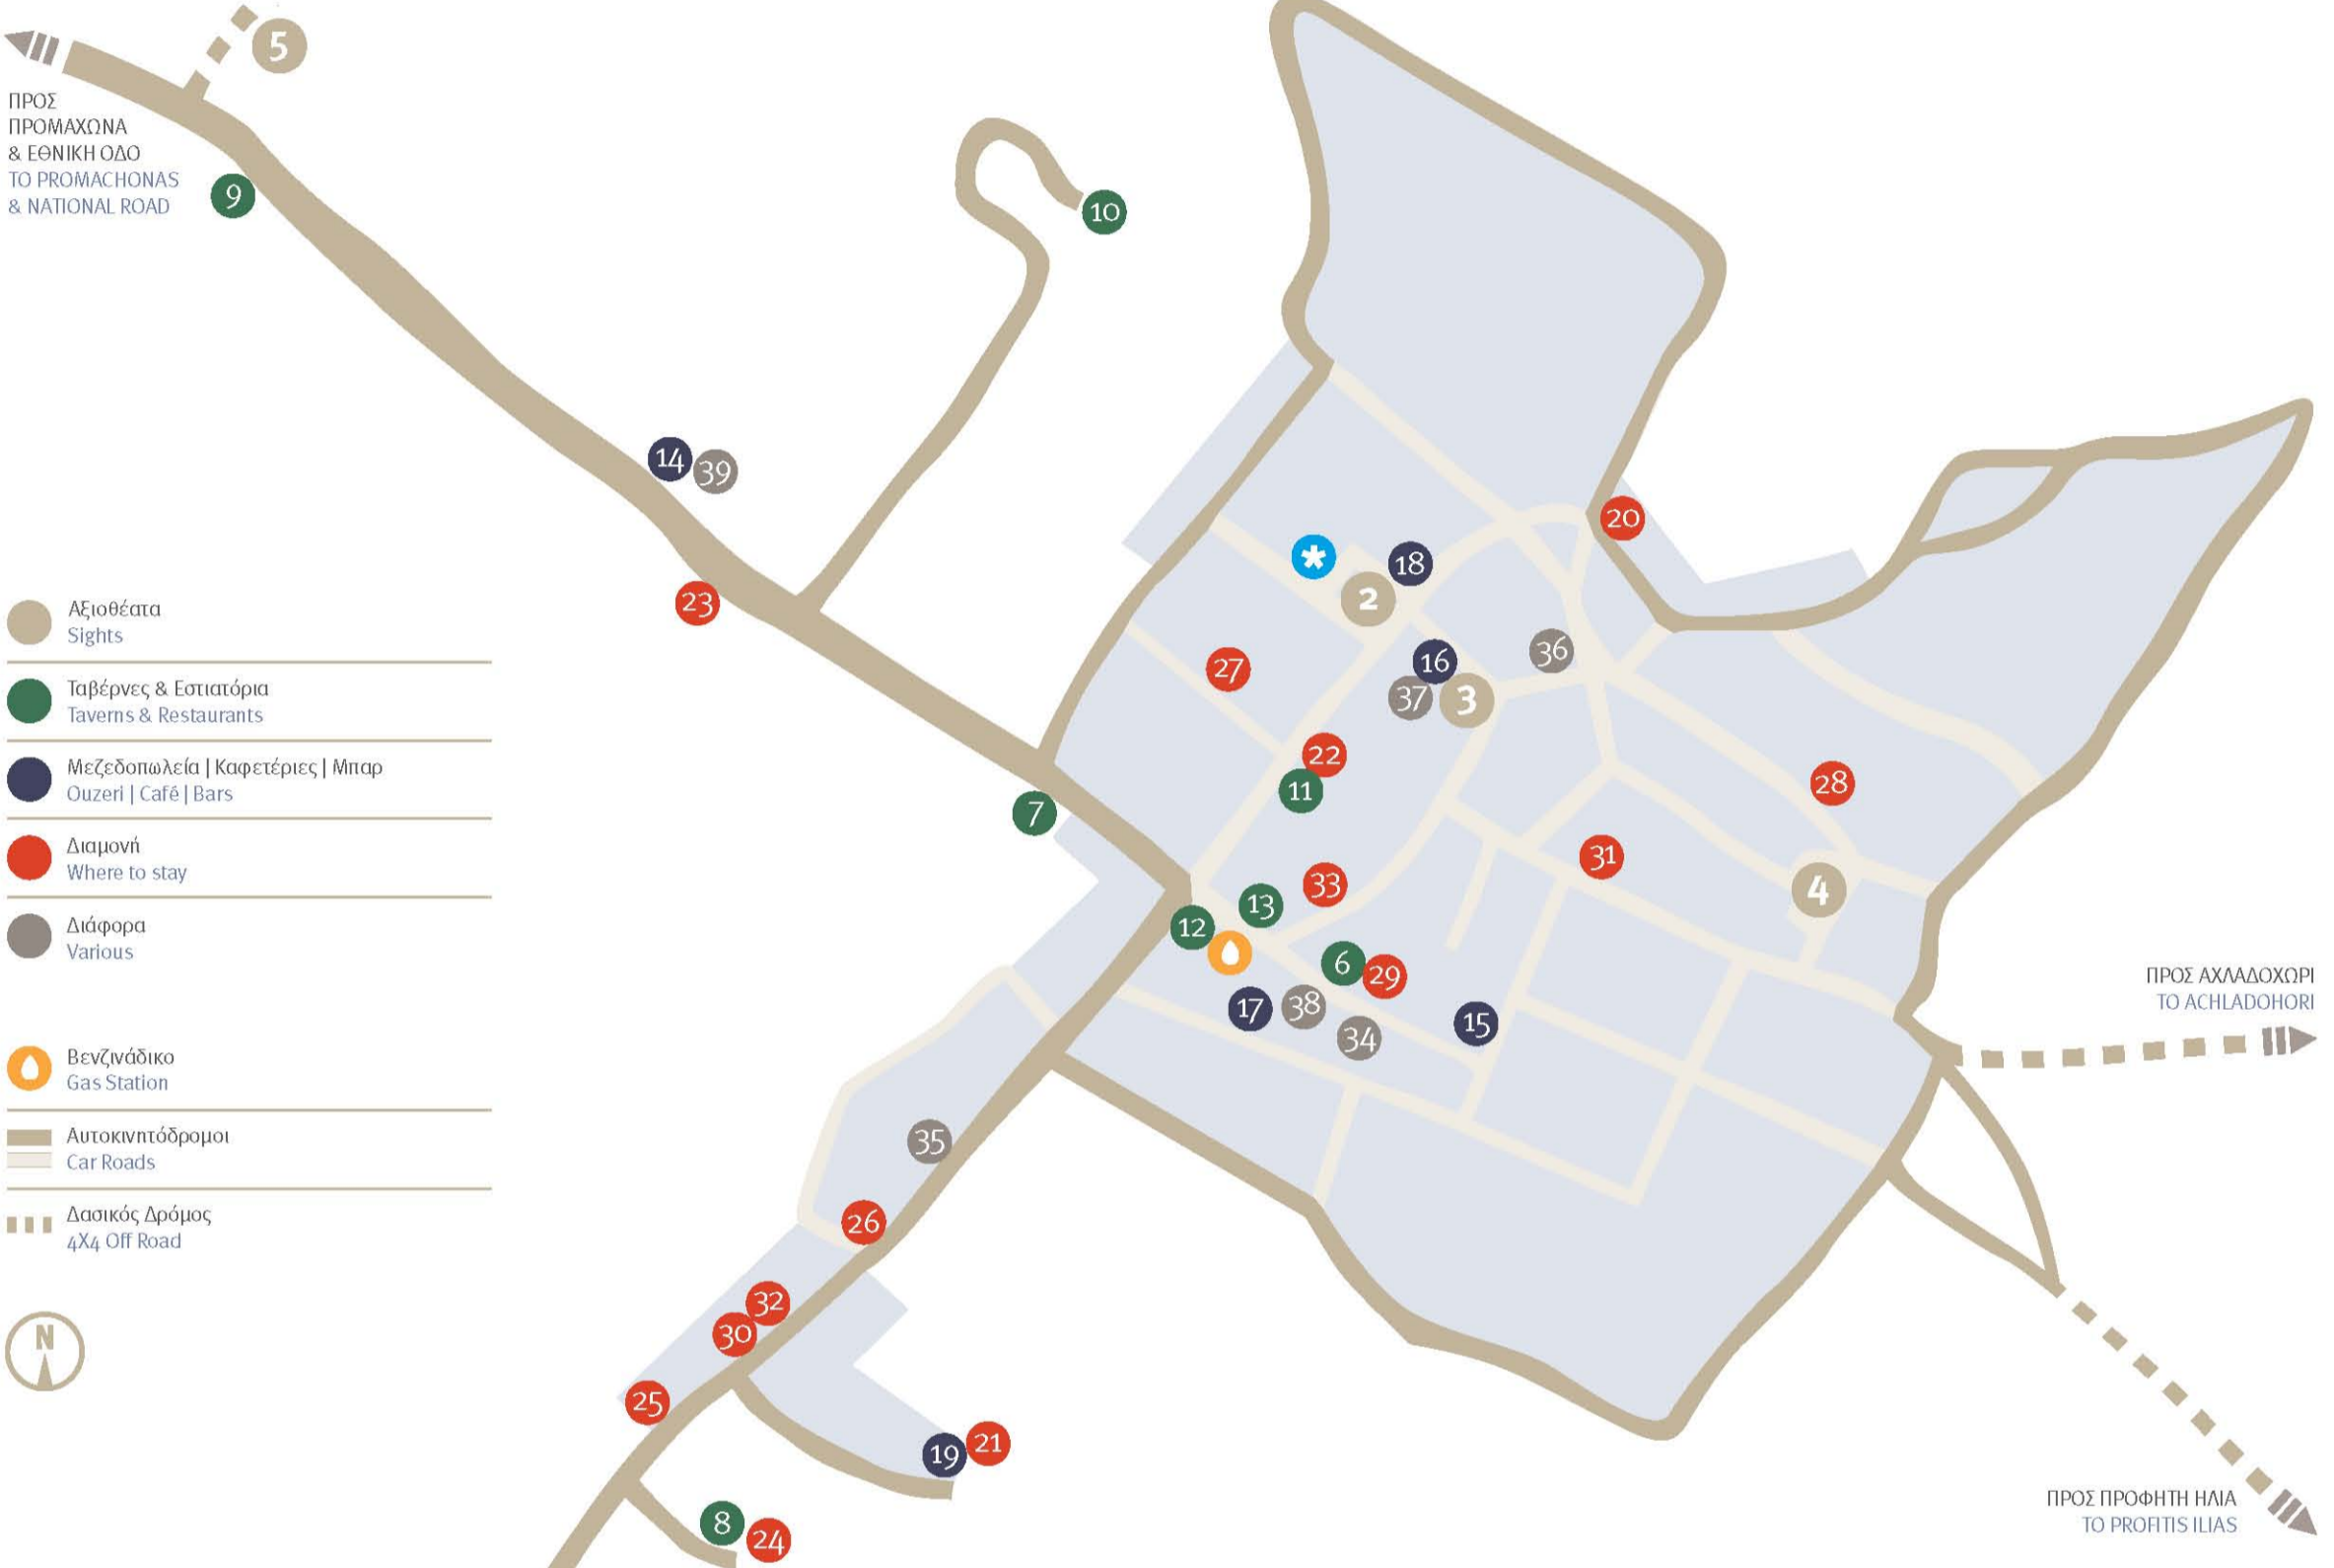 5
ΠΡΟΣ
ΠΡΟΜΑΧΩΝΑ
& ΕΘΝΙΚΗ ΟΔΟ
TO PROMACHONAS
& NATIONAL ROAD
9
10
14
39
23
20
18
2
27
16
36
37
3
22
11
28
7
31
33
4
13
12
6
29
17
38
15
34
35
26
32
30
25
19
21
8
24
Αξιοθέατα
Sights
Ταβέρνες & Εστιατόρια
Taverns & Restaurants
Μεζεδοπωλεία | Καφετέριες | Μπαρ
Ouzeri | Café | Bars
Διαμονή
Where to stay
Διάφορα
Various
Βενζινάδικο
Gas Station
Αυτοκινητόδρομοι
Car Roads
Δασικός Δρόμος
4X4 Off Road
N
ΠΡΟΣ ΑΧΛΑΔΟΧΩΡΙ
TO ACHLADOHORI
ΠΡΟΣ ΠΡΟΦΗΤΗ ΗΛΙΑ
TO PROFITIS ILIAS